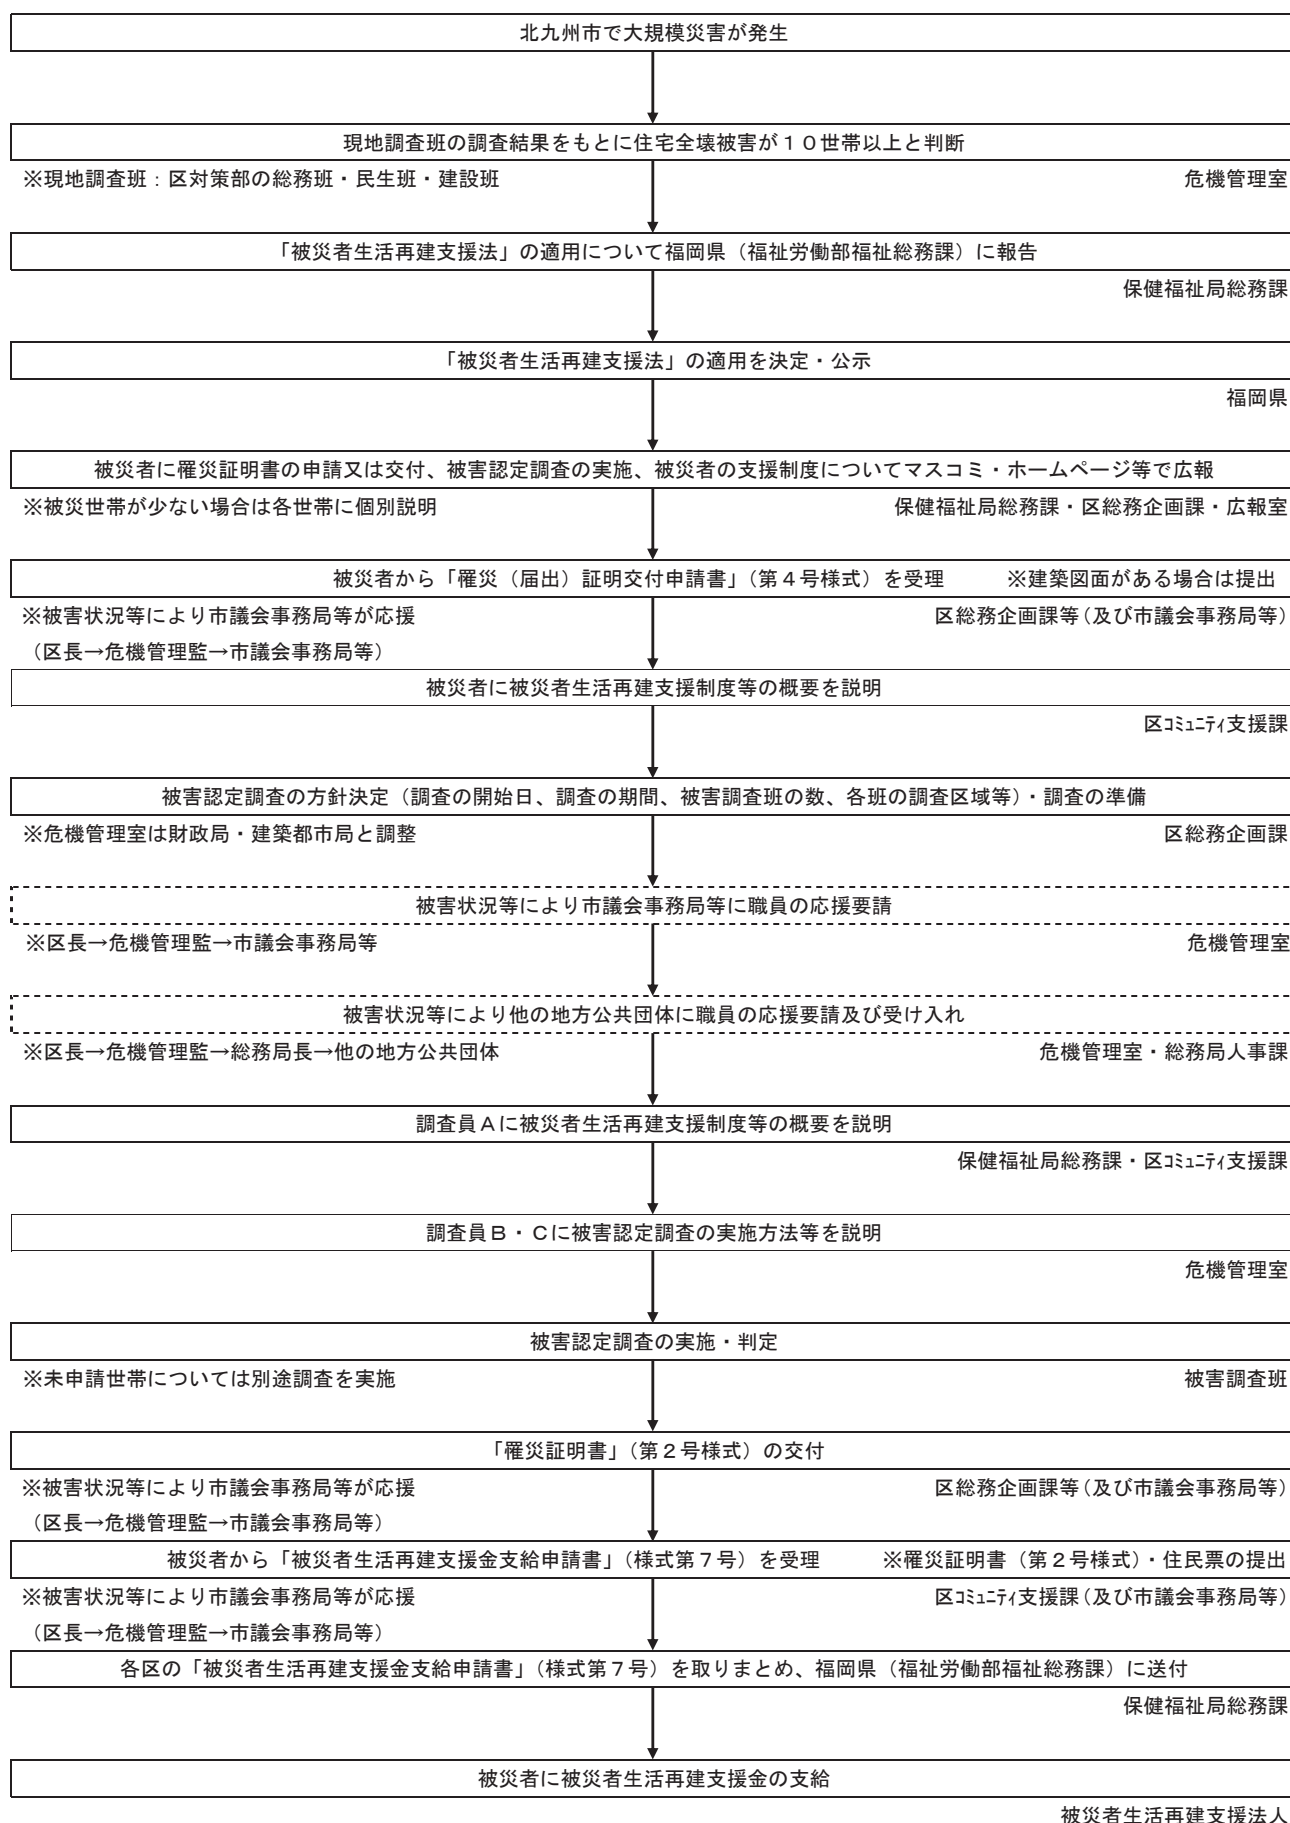 北九州市で大規模災害が発生
現地調査班の調査結果をもとに住宅全壊被害が１０世帯以上と判断
※現地調査班：区対策部の総務班・民生班・建設班　危機管理室
「被災者生活再建支援法」の適用について福岡県（福祉労働部福祉総務課）に報告
保健福祉局総務課
「被災者生活再建支援法」の適用を決定・公示
福岡県
被災者に罹災証明書の申請又は交付、被害認定調査の実施、被災者の支援制度についてマスコミ・ホームページ等で広報
※被災世帯が少ない場合は各世帯に個別説明　保健福祉局総務課・区総務企画課・広報室
被災者から「罹災（届出）証明交付申請書」（第４号様式）を受理　※建築図面がある場合は提出
※被害状況等により市議会事務局等が応援　区総務企画課等（及び市議会事務局等）
（区長→危機管理監→市議会事務局等）
被災者に被災者生活再建支援制度等の概要を説明
区ｺﾐｭﾆﾃｨ支援課
被害認定調査の方針決定（調査の開始日、調査の期間、被害調査班の数、各班の調査区域等）・調査の準備
※危機管理室は財政局・建築都市局と調整　区総務企画課
被害状況等により市議会事務局等に職員の応援要請
※区長→危機管理監→市議会事務局等　危機管理室
被害状況等により他の地方公共団体に職員の応援要請及び受け入れ
※区長→危機管理監→総務局長→他の地方公共団体　危機管理室・総務局人事課
調査員Ａに被災者生活再建支援制度等の概要を説明
保健福祉局総務課・区ｺﾐｭﾆﾃｨ支援課
調査員Ｂ・Ｃに被害認定調査の実施方法等を説明
危機管理室
被害認定調査の実施・判定
※未申請世帯については別途調査を実施　被害調査班
「罹災証明書」（第２号様式）の交付
※被害状況等により市議会事務局等が応援　区総務企画課等（及び市議会事務局等）
（区長→危機管理監→市議会事務局等）
被災者から「被災者生活再建支援金支給申請書」（様式第７号）を受理　※罹災証明書（第２号様式）・住民票の提出
※被害状況等により市議会事務局等が応援　区ｺﾐｭﾆﾃｨ支援課（及び市議会事務局等）
（区長→危機管理監→市議会事務局等）
各区の「被災者生活再建支援金支給申請書」（様式第７号）を取りまとめ、福岡県（福祉労働部福祉総務課）に送付
保健福祉局総務課
被災者に被災者生活再建支援金の支給
被災者生活再建支援法人